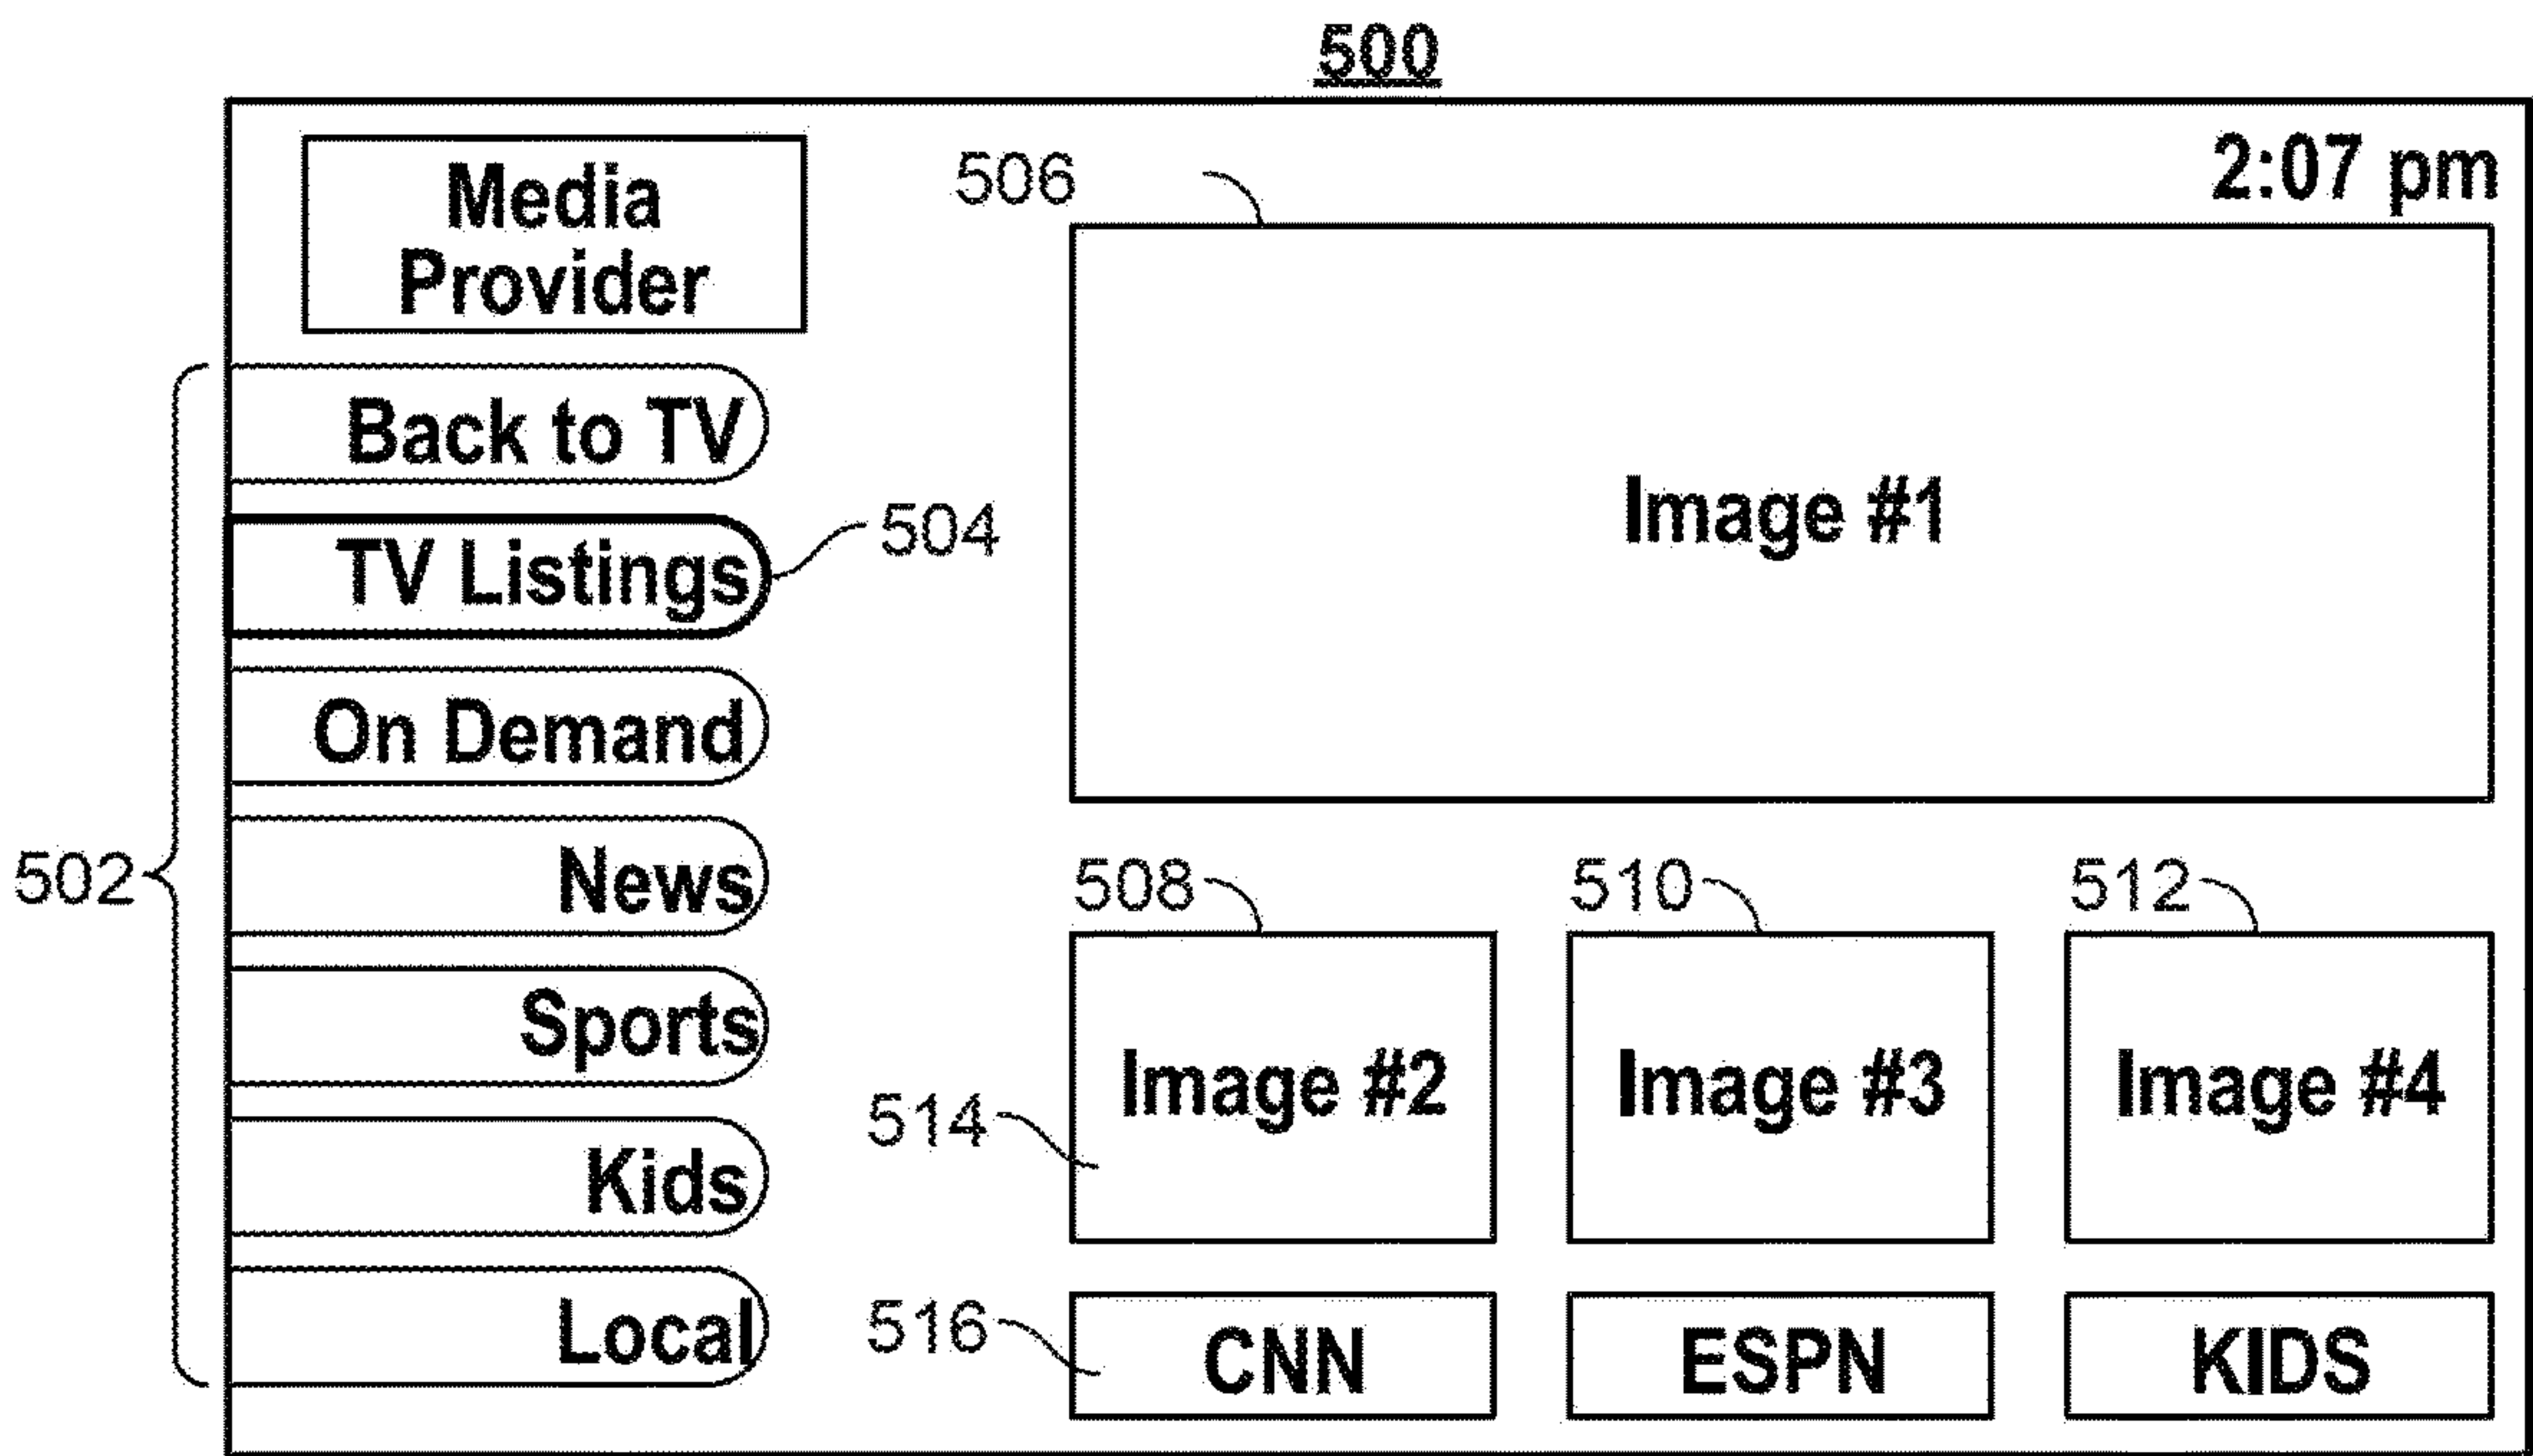 500
2:07 pm
Media
Provider
506
Image #1
Back to TV
TV Listings
504
On Demand
502
News
Sports
Kids
Local
508
510
512
Image #2
Image #3
Image #4
514
516
CNN
ESPN
KIDS